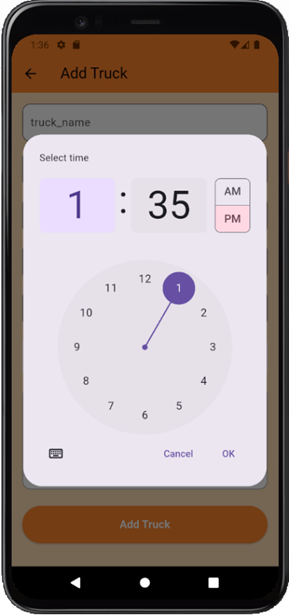 1:36
Add Truck
truck_name
Select time
1 : 35
AM
PM
12
1
2
3
4
5
6
7
8
9
10
11
Cancel
OK
Add Truck